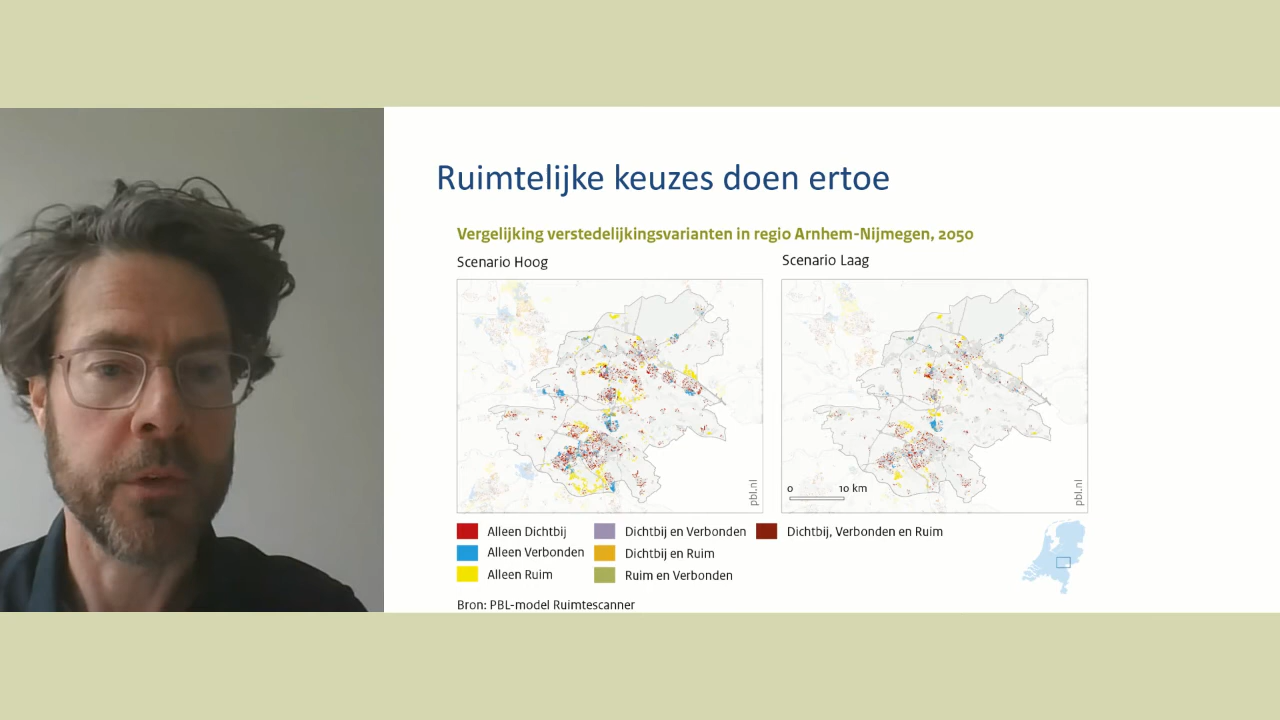 Ruimtelijke keuzes doen ertoe
Vergelijking verstedelijkingsvarianten in regio Arnhem-Nijmegen, 2050
Scenario Hoog
Scenario Laag
pbl.nl
0 10 km
pbl.nl
Alleen Dichtbij
Dichtbij en Verbonden
Dichtbij, Verbonden en Ruim
Alleen Verbonden
Dichtbij en Ruim
Alleen Ruim
Ruim en Verbonden
Bron: PBL-model Ruimtescanner